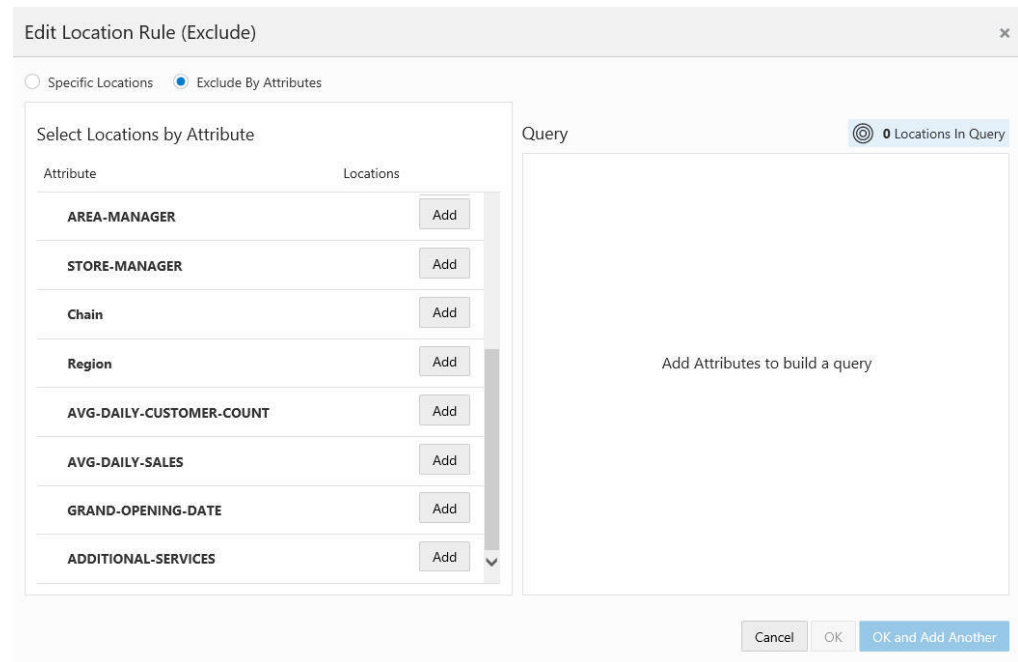 Edit Location Rule (Exclude) ×
Specific Locations Exclude By Attributes
Select Locations by Attribute
Attribute Locations
AREA-MANAGER Add
STORE-MANAGER Add
Chain Add
Region Add
AVG-DAILY-CUSTOMER-COUNT Add
AVG-DAILY-SALES Add
GRAND-OPENING-DATE Add
ADDITIONAL-SERVICES Add
Query 0 Locations In Query
Add Attributes to build a query
Cancel OK OK and Add Another